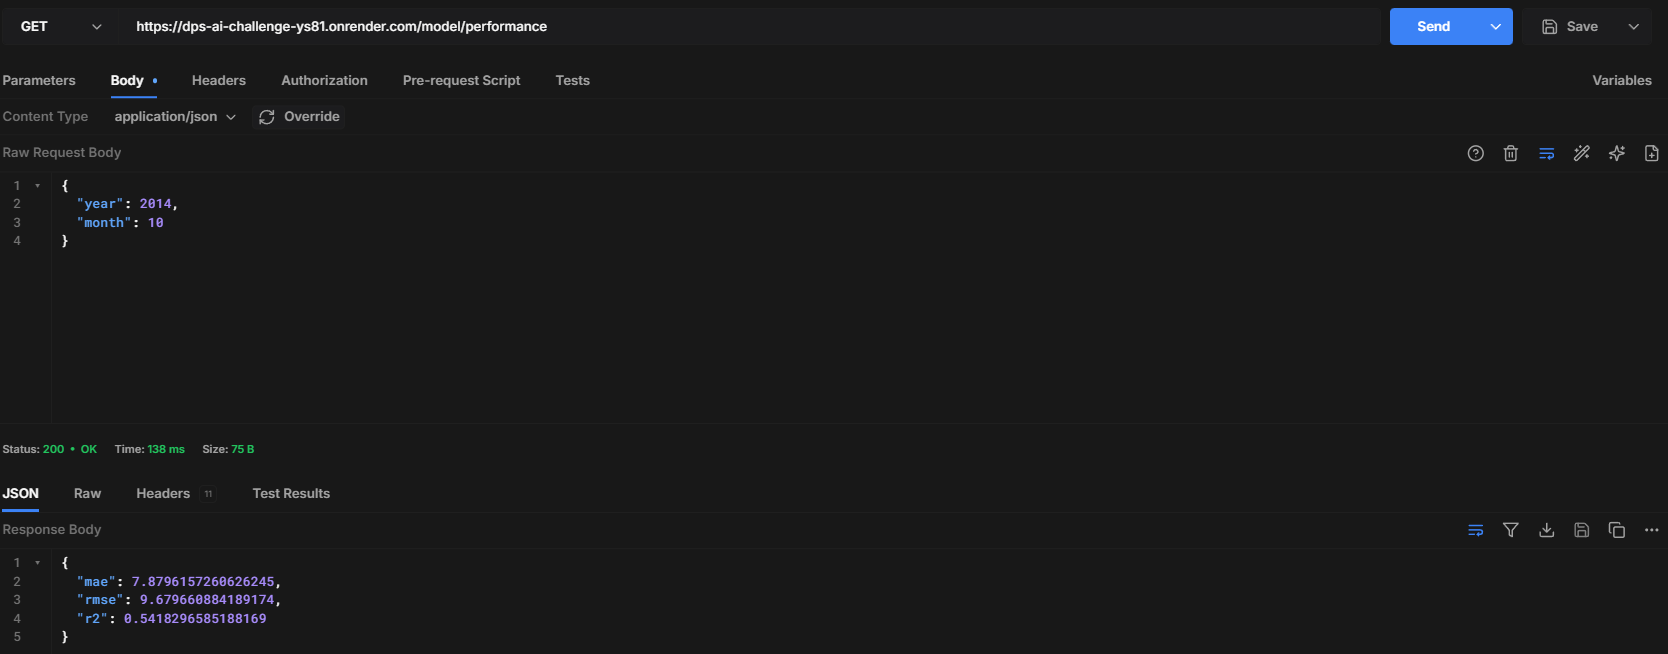 GET https://dps-ai-challenge-ys81.onrender.com/model/performance Send Save
Parameters Body Headers Authorization Pre-request Script Tests Variables
Content Type application/json Override
Raw Request Body
1 {
2 "year": 2014,
3 "month": 10
4 }
Status: 200 • OK Time: 138 ms Size: 75 B
JSON Raw Headers 11 Test Results
Response Body
1 {
2 "mae": 7.8796157260626245,
3 "rmse": 9.679660884189174,
4 "r2": 0.5418296585188169
5 }